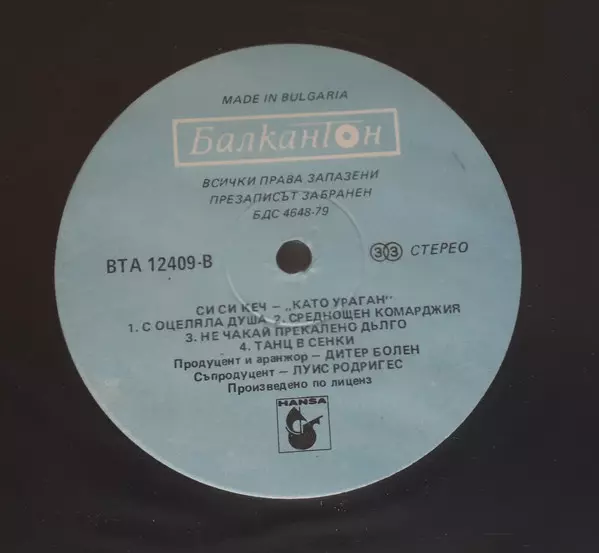 MADE IN BULGARIA
БалканТон
ВСИЧКИ ПРАВА ЗАПАЗЕНИ
ПРЕЗАПИСЪТ ЗАБРАНЕН
БДС 4648-79
ВТА 12409-В
33 СТЕРЕО
СИ СИ КЕЧ – „КАТО УРАГАН"
1. С ОЦЕЛЯЛА ДУША 2. СРЕДНОЩЕН КОМАРДЖИЯ
3. НЕ ЧАКАЙ ПРЕКАЛЕНО ДЪЛГО
4. ТАНЦ В СЕНКИ
Продуцент и аранжор – ДИТЕР БОЛЕН
Съпродуцент – ЛУИС РОДРИГЕС
Произведено по лиценз
HANSA